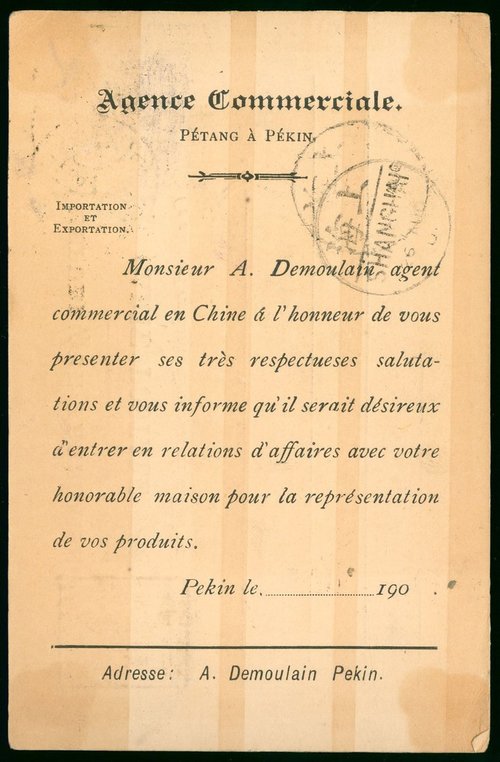 Agence Commerciale.
PÉTANG À PÉKIN.
IMPORTATION
ET
EXPORTATION.
上海
SHANGHAI
Monsieur A. Demoulain, agent
commercial en Chine á l'honneur de vous
presenter ses très respectueses saluta-
tions et vous informe qu'il serait désireux
d'entrer en relations d'affaires avec votre
honorable maison pour la représentation
de vos produits.
Pekin le, ........................ 190 .
Adresse: A. Demoulain Pekin.